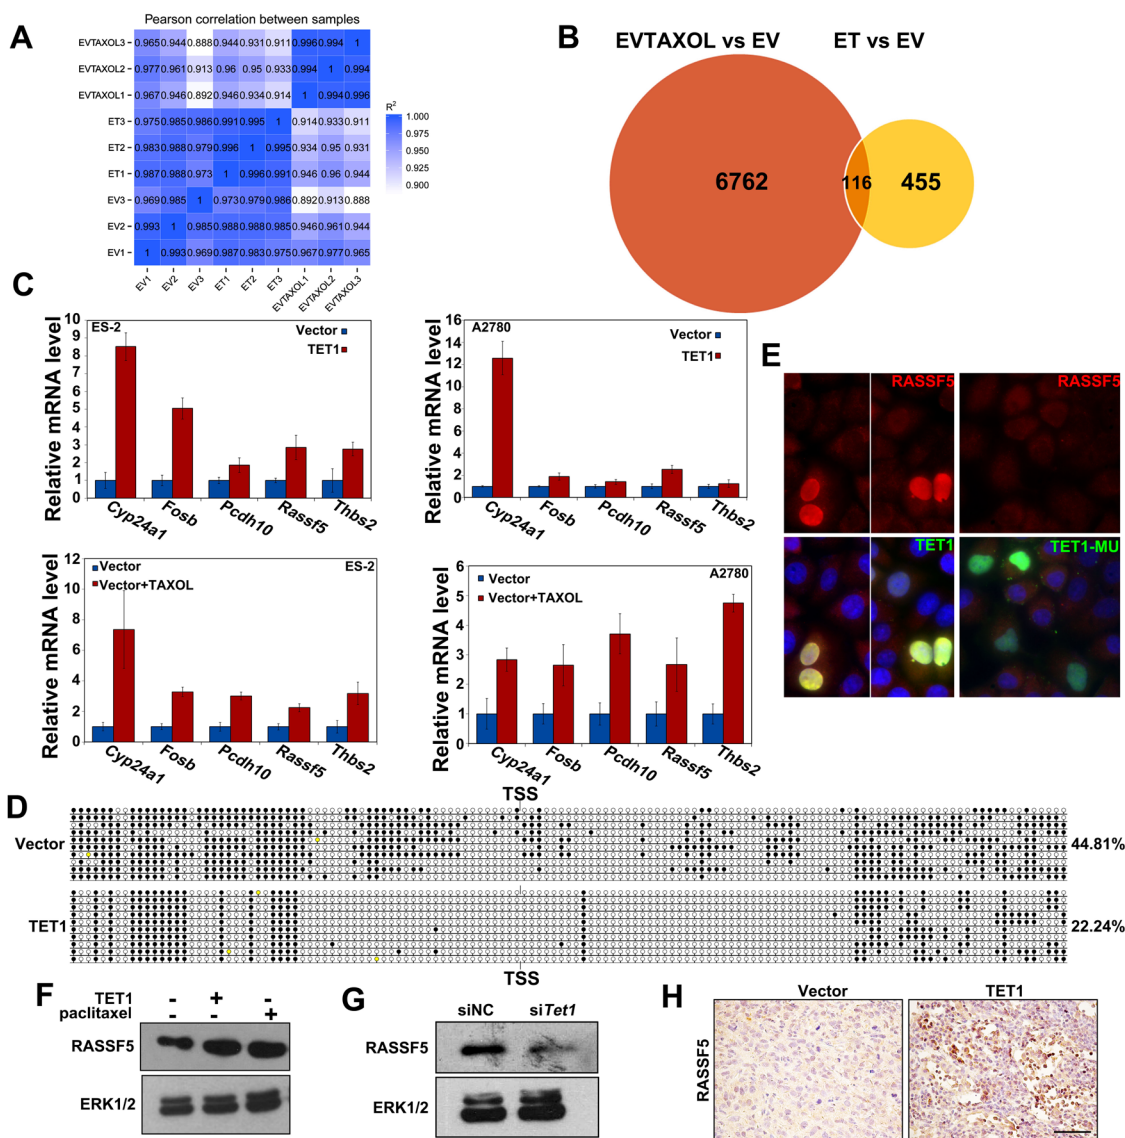 A
Pearson correlation between samples
EVTAXOL3 0.965 0.944 0.888 0.944 0.931 0.911 0.996 0.994 1
EVTAXOL2 0.977 0.961 0.913 0.96 0.95 0.933 0.994 1 0.994
EVTAXOL1 0.967 0.946 0.892 0.946 0.934 0.914 1 0.994 0.996
ET3 0.975 0.985 0.986 0.991 0.995 1 0.914 0.933 0.911
ET2 0.983 0.988 0.979 0.996 1 0.995 0.934 0.95 0.931
ET1 0.987 0.988 0.973 1 0.996 0.991 0.946 0.96 0.944
EV3 0.969 0.985 1 0.973 0.979 0.986 0.892 0.913 0.888
EV2 0.993 1 0.985 0.988 0.988 0.985 0.946 0.961 0.944
EV1 1 0.993 0.969 0.987 0.983 0.975 0.967 0.977 0.965
EV1 EV2 EV3 ET1 ET2 ET3 EVTAXOL1 EVTAXOL2 EVTAXOL3
R²
1.000
0.975
0.950
0.925
0.900
B
EVTAXOL vs EV
ET vs EV
6762
116
455
C
Relative mRNA level
10
9
8
7
6
5
4
3
2
1
0
ES-2
Vector
TET1
Cyp24a1 Fosb Pcdh10 Rassf5 Thbs2
Relative mRNA level
16
14
12
10
8
6
4
2
0
A2780
Vector
TET1
Cyp24a1 Fosb Pcdh10 Rassf5 Thbs2
Relative mRNA level
12
10
8
6
4
2
0
Vector
Vector+TAXOL
ES-2
Cyp24a1 Fosb Pcdh10 Rassf5 Thbs2
Relative mRNA level
6
5
4
3
2
1
0
Vector
Vector+TAXOL
A2780
Cyp24a1 Fosb Pcdh10 Rassf5 Thbs2
E
RASSF5
RASSF5
TET1
TET1-MU
D
TSS
Vector
44.81%
TET1
22.24%
TSS
F
TET1 - + -
paclitaxel - - +
RASSF5
ERK1/2
G
siNC siTet1
RASSF5
ERK1/2
H
Vector
TET1
RASSF5